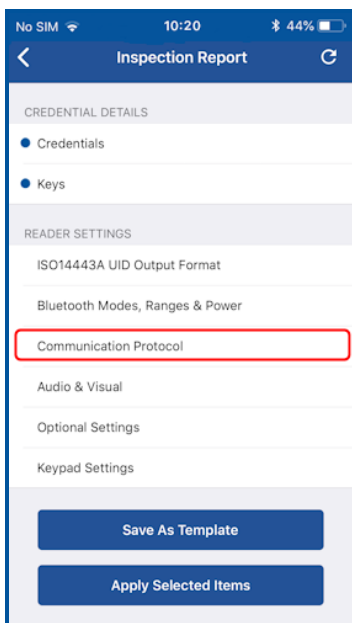 No SIM 10:20 44%
Inspection Report
CREDENTIAL DETAILS
Credentials
Keys
READER SETTINGS
ISO14443A UID Output Format
Bluetooth Modes, Ranges & Power
Communication Protocol
Audio & Visual
Optional Settings
Keypad Settings
Save As Template
Apply Selected Items